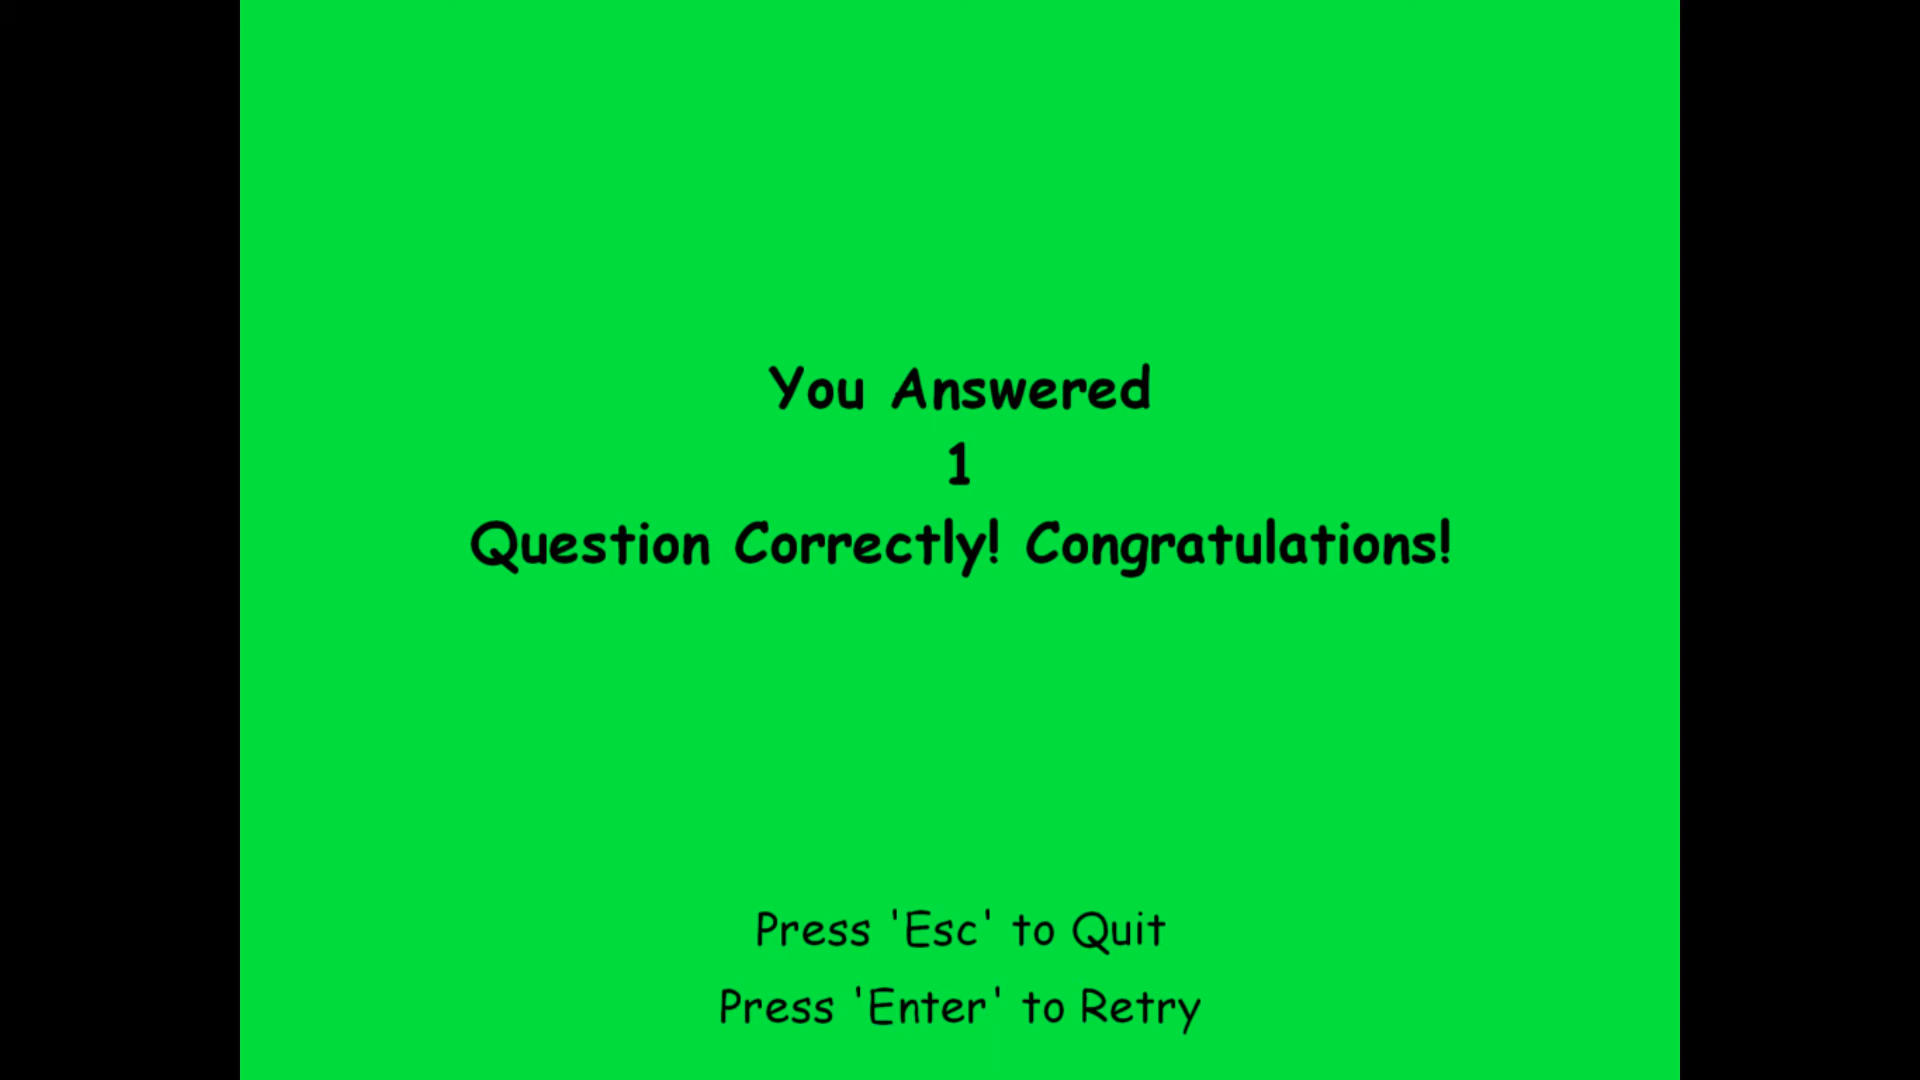 You Answered
1
Question Correctly! Congratulations!
Press 'Esc' to Quit
Press 'Enter' to Retry